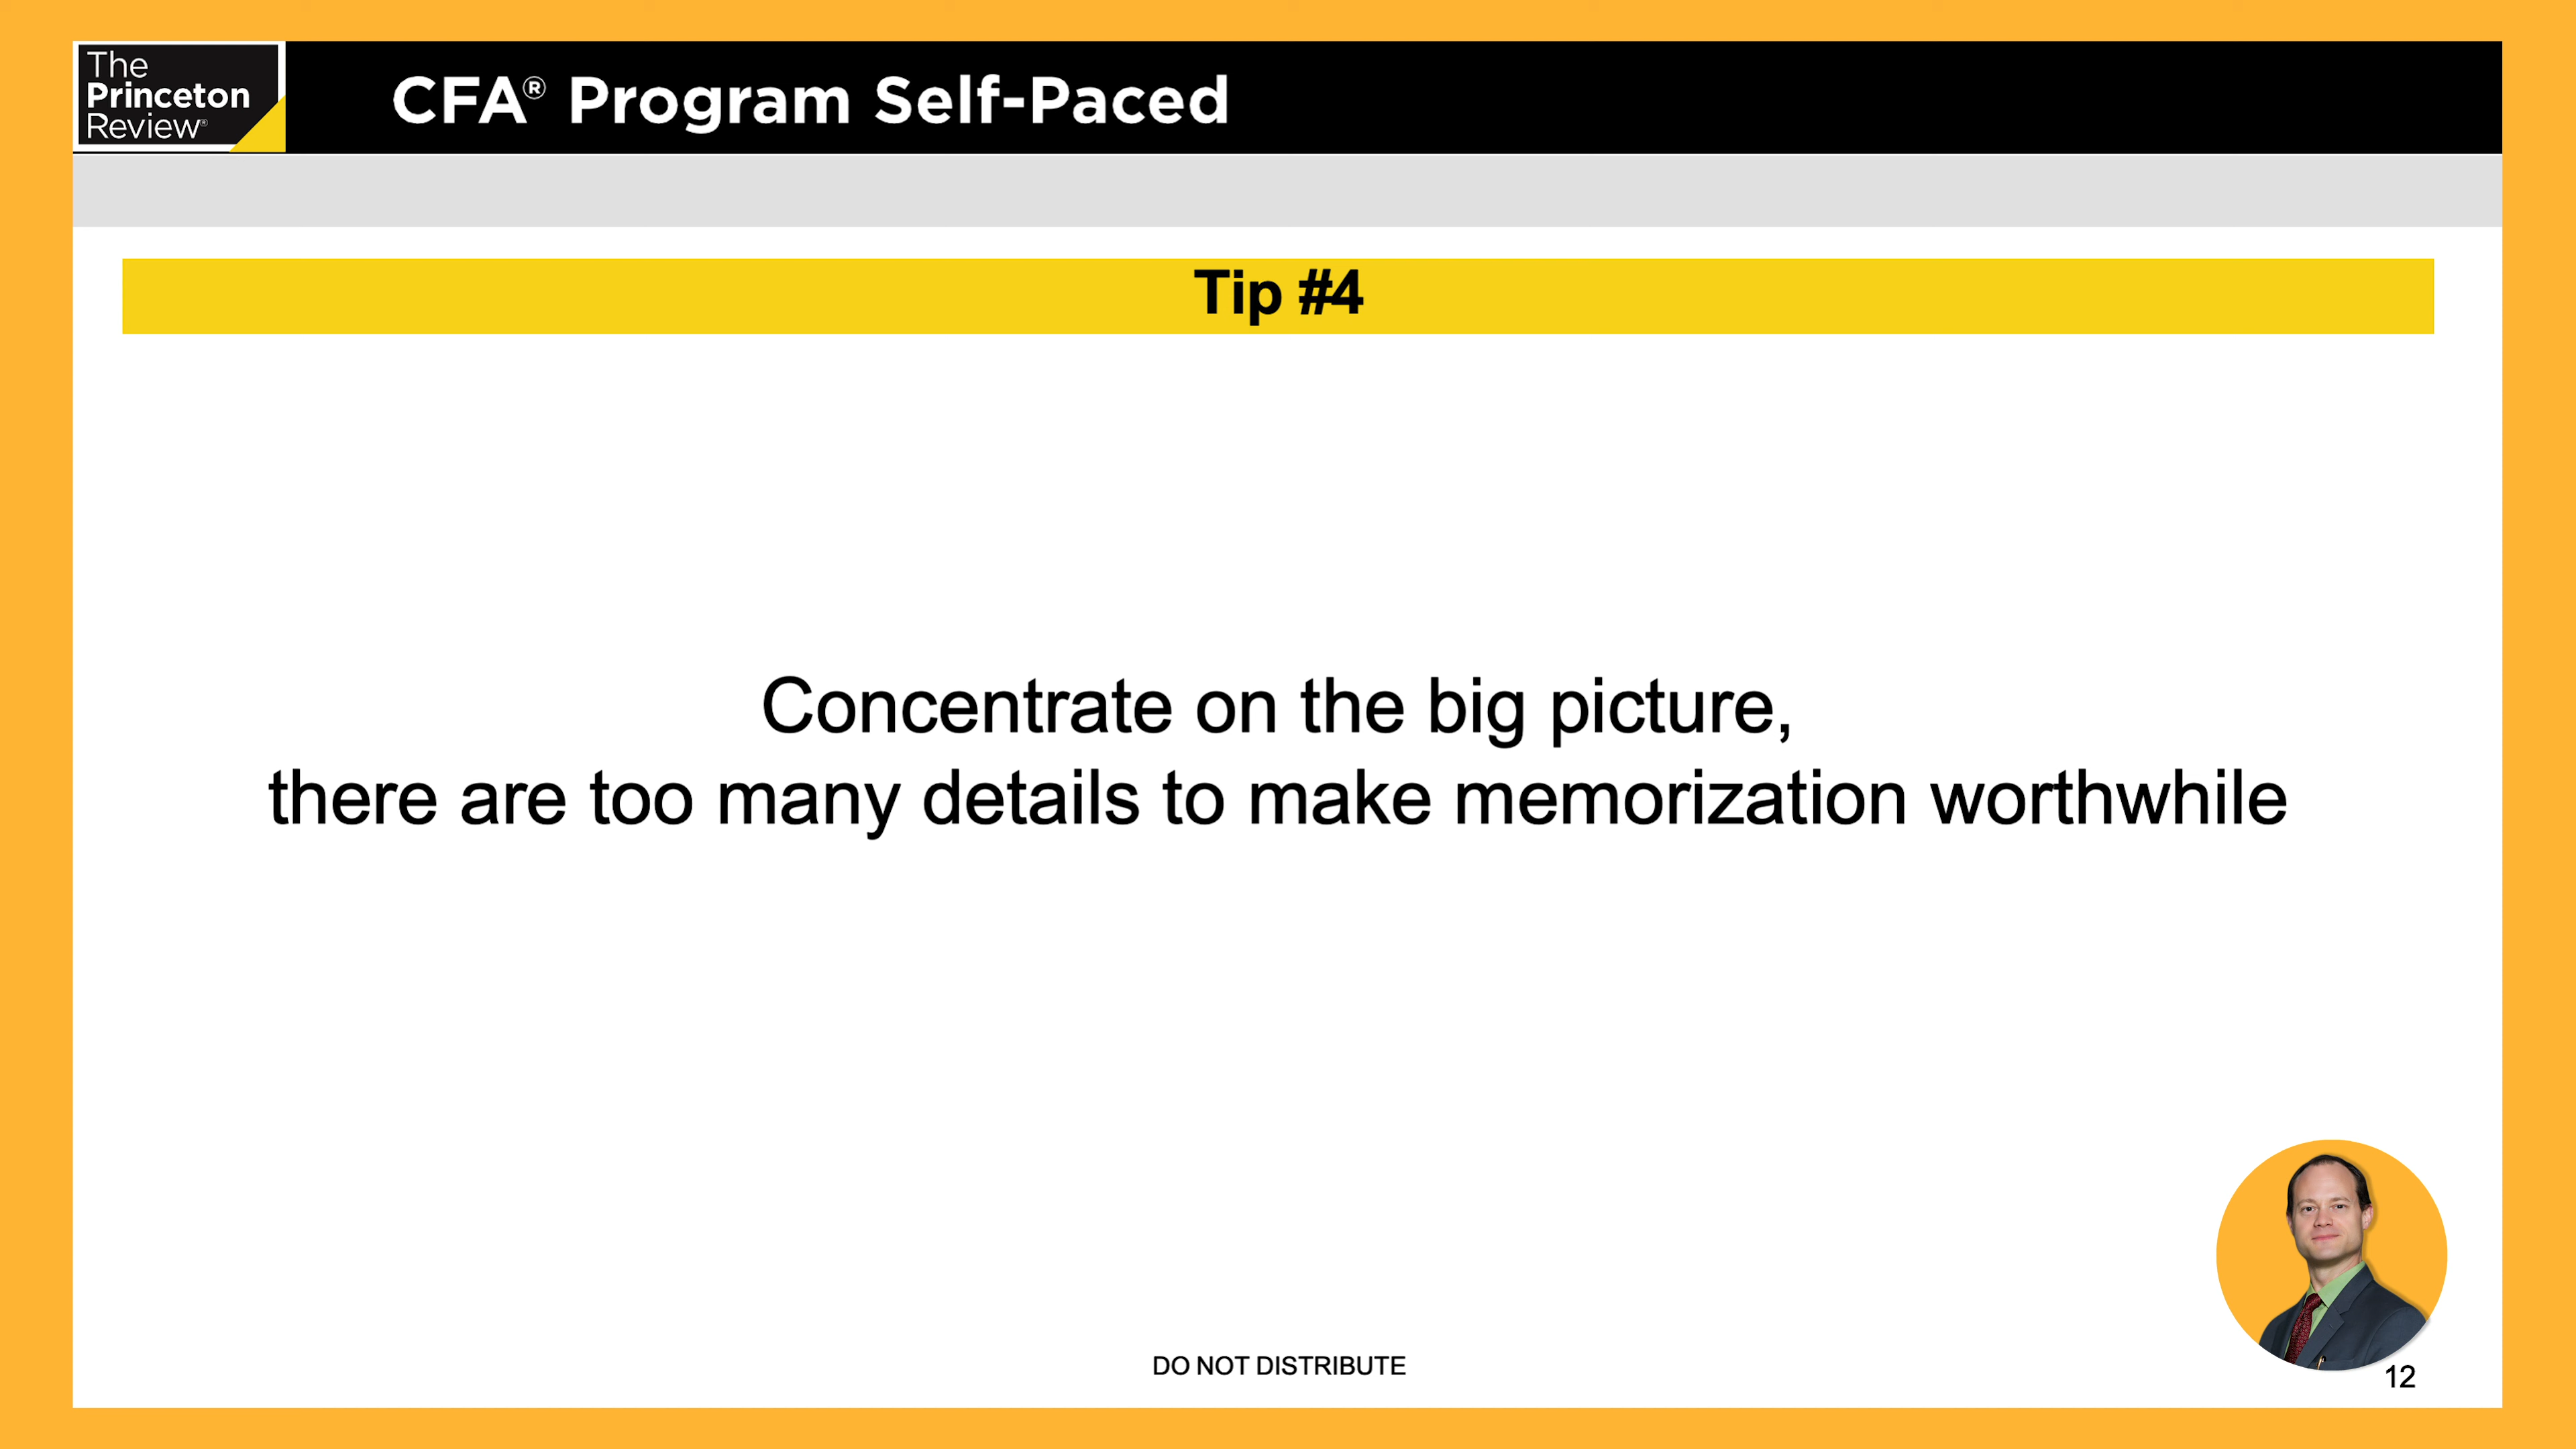 The
Princeton
Review®
CFA® Program Self-Paced
Tip #4
Concentrate on the big picture,
there are too many details to make memorization worthwhile
DO NOT DISTRIBUTE
12